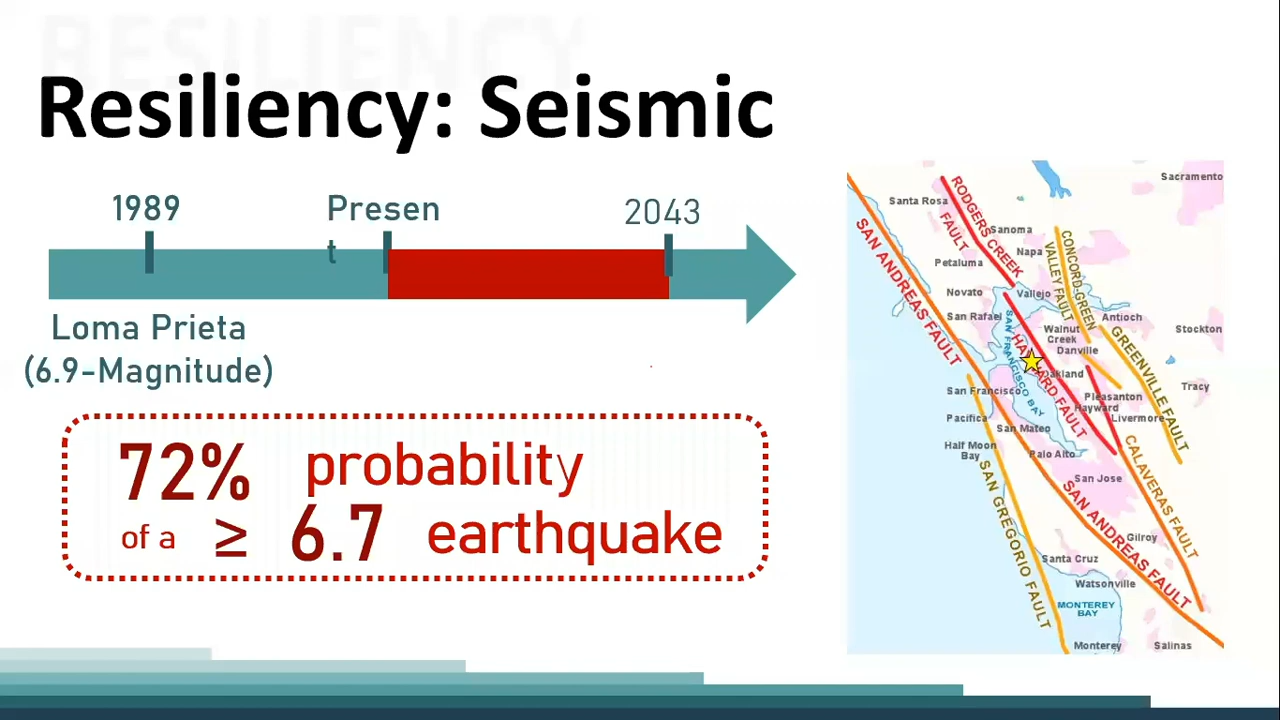 RESILIENCY
Resiliency: Seismic
1989
Presen
t
2043
Loma Prieta
(6.9-Magnitude)
72% probability
of a ≥ 6.7 earthquake
Sacramento
Santa Rosa
RODGERS CREEK
FAULT
Sonoma
Napa
CONCORD-GREEN
VALLEY FAULT
Petaluma
SAN ANDREAS FAULT
Novato
Vallejo
San Rafael
Antioch
Walnut
Creek
Stockton
Danville
GREENVILLE FAULT
SAN FRANCISCO BAY
HAYWARD FAULT
Oakland
Tracy
San Francisco
Pleasanton
Hayward
Livermore
Pacifica
San Mateo
Half Moon
Bay
Palo Alto
San Jose
CALAVERAS FAULT
SAN GREGORIO FAULT
SAN ANDREAS FAULT
Gilroy
Santa Cruz
Watsonville
MONTEREY
BAY
Monterey
Salinas